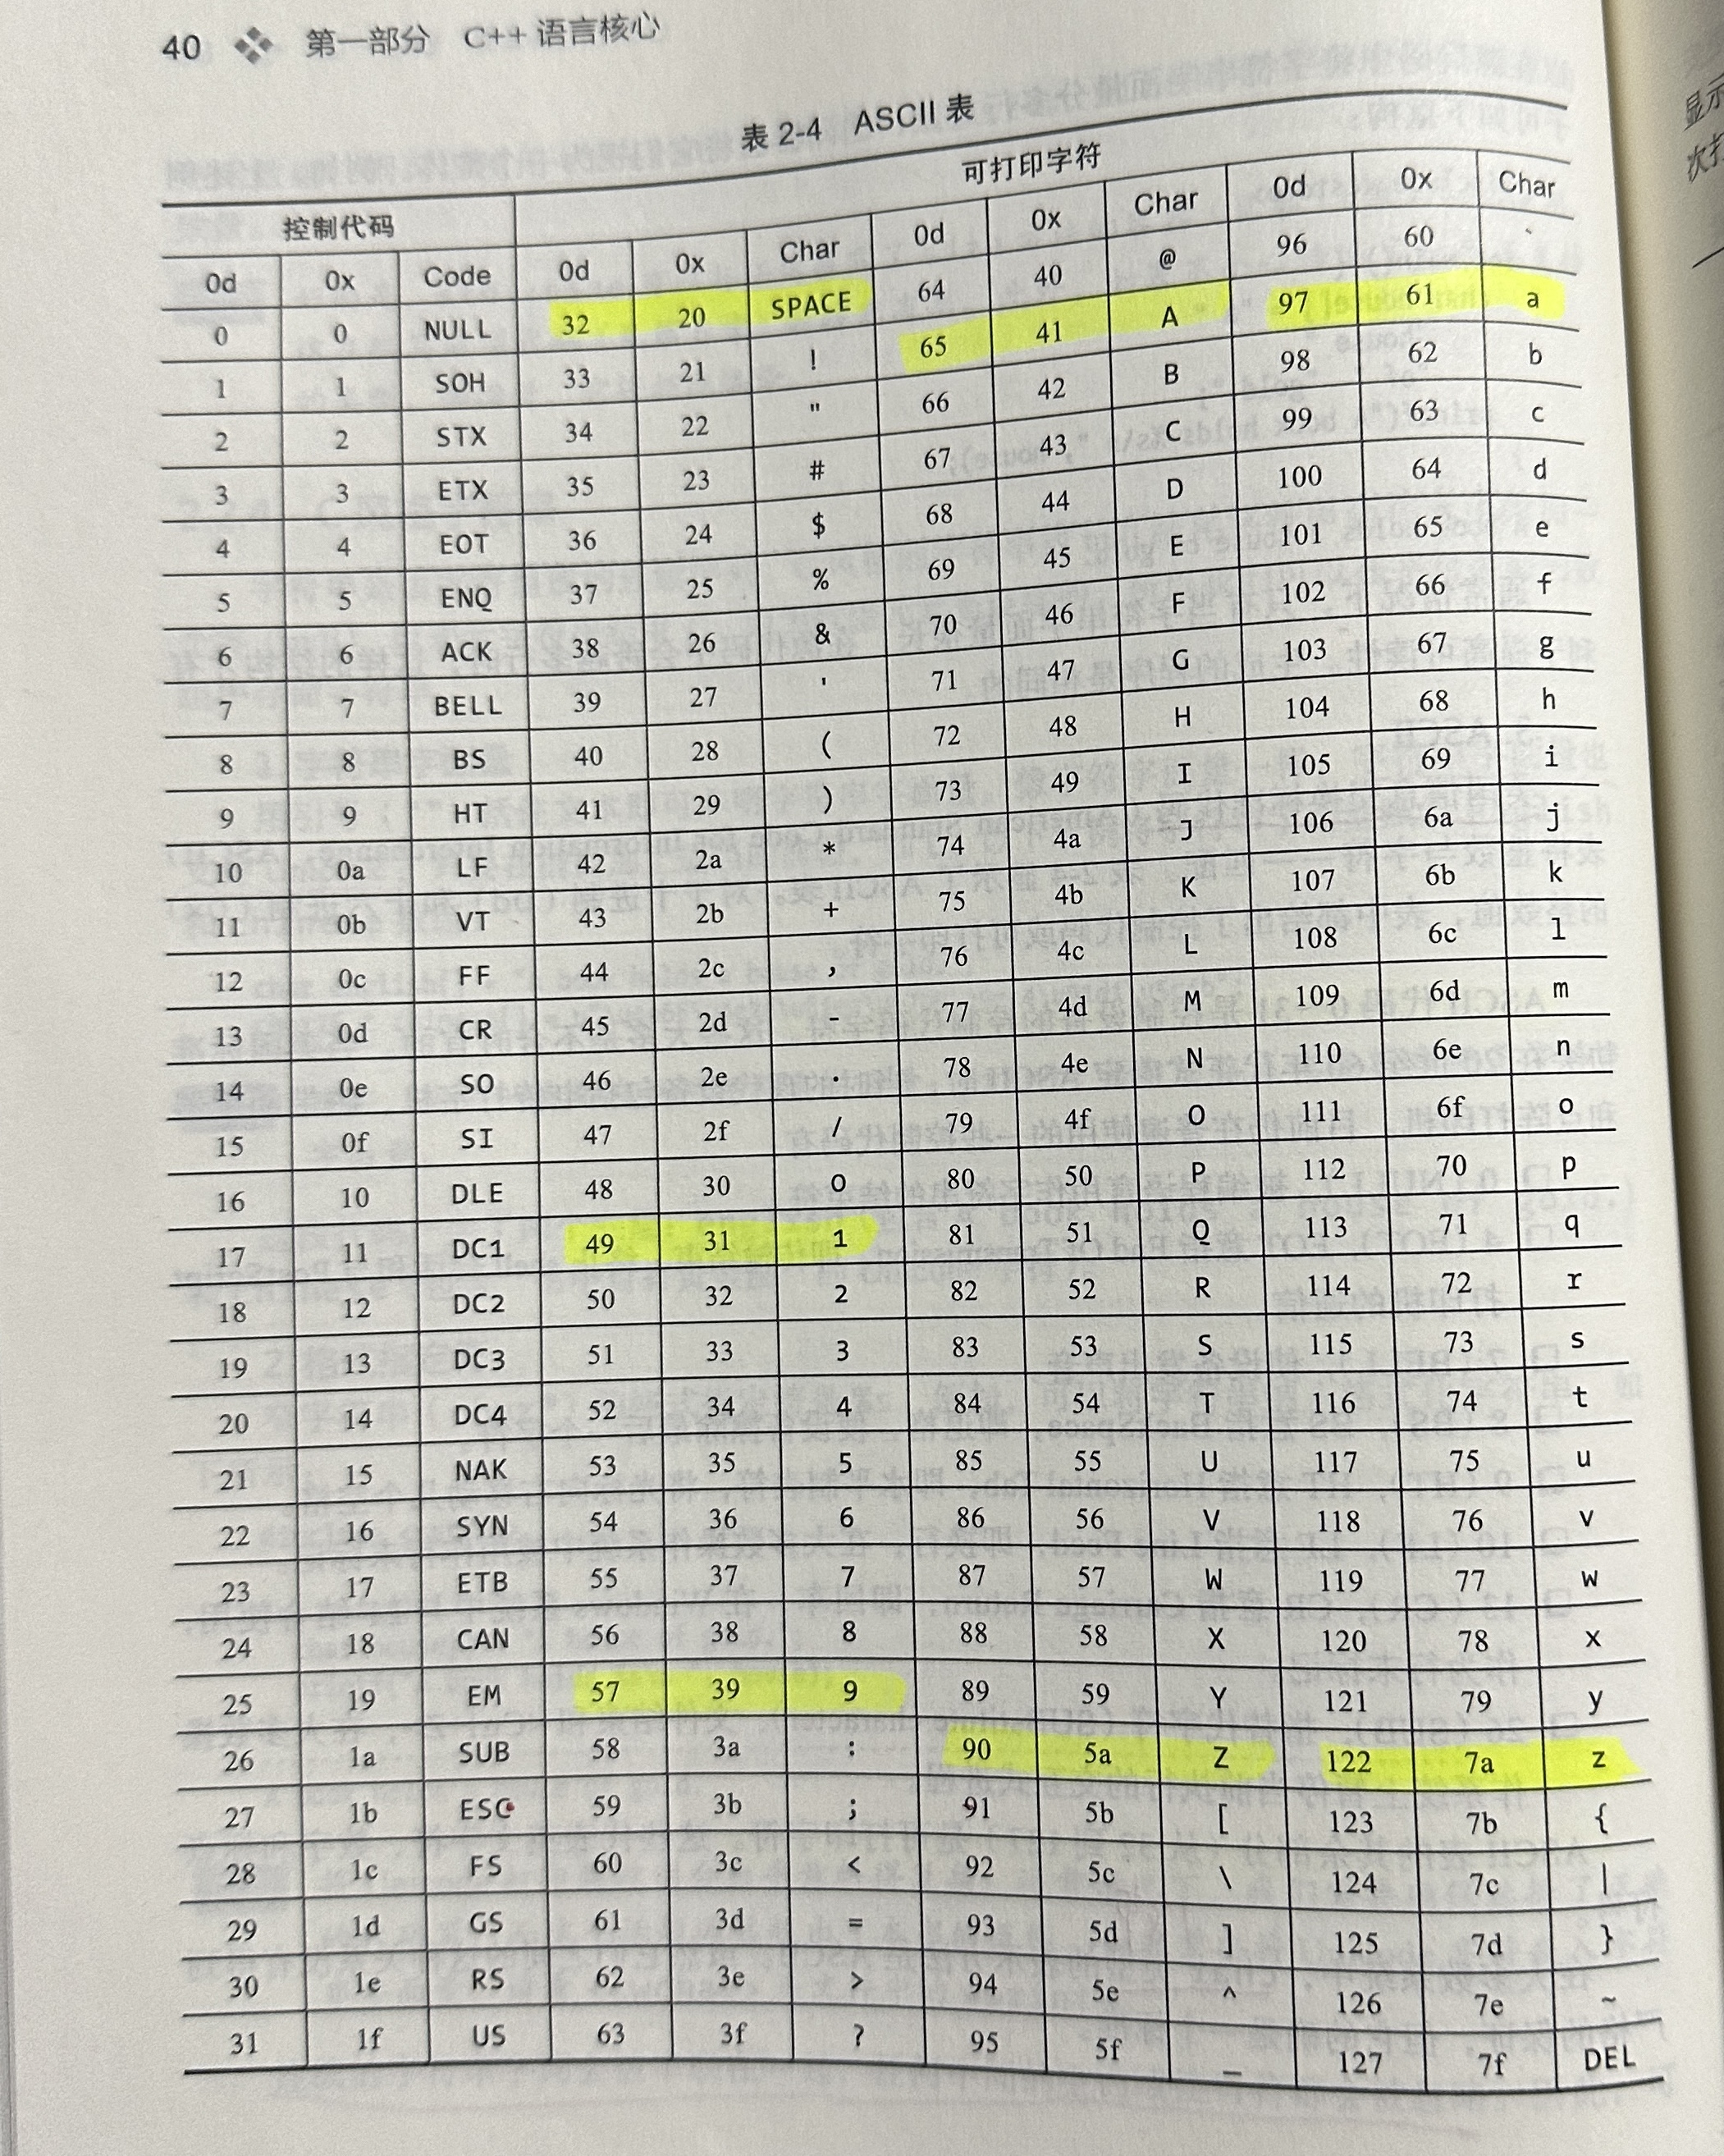 40 第一部分 C++ 语言核心
表 2-4 ASCII 表
控制代码 可打印字符
0d 0x Code 0d 0x Char 0d 0x Char 0d 0x Char
0 0 NULL 32 20 SPACE 64 40 @ 96 60 `
1 1 SOH 33 21 ! 65 41 A 97 61 a
2 2 STX 34 22 " 66 42 B 98 62 b
3 3 ETX 35 23 # 67 43 C 99 63 c
4 4 EOT 36 24 $ 68 44 D 100 64 d
5 5 ENQ 37 25 % 69 45 E 101 65 e
6 6 ACK 38 26 & 70 46 F 102 66 f
7 7 BELL 39 27 ' 71 47 G 103 67 g
8 8 BS 40 28 ( 72 48 H 104 68 h
9 9 HT 41 29 ) 73 49 I 105 69 i
10 0a LF 42 2a * 74 4a J 106 6a j
11 0b VT 43 2b + 75 4b K 107 6b k
12 0c FF 44 2c , 76 4c L 108 6c l
13 0d CR 45 2d - 77 4d M 109 6d m
14 0e SO 46 2e . 78 4e N 110 6e n
15 0f SI 47 2f / 79 4f O 111 6f o
16 10 DLE 48 30 0 80 50 P 112 70 p
17 11 DC1 49 31 1 81 51 Q 113 71 q
18 12 DC2 50 32 2 82 52 R 114 72 r
19 13 DC3 51 33 3 83 53 S 115 73 s
20 14 DC4 52 34 4 84 54 T 116 74 t
21 15 NAK 53 35 5 85 55 U 117 75 u
22 16 SYN 54 36 6 86 56 V 118 76 v
23 17 ETB 55 37 7 87 57 W 119 77 w
24 18 CAN 56 38 8 88 58 X 120 78 x
25 19 EM 57 39 9 89 59 Y 121 79 y
26 1a SUB 58 3a : 90 5a Z 122 7a z
27 1b ESC 59 3b ; 91 5b [ 123 7b {
28 1c FS 60 3c < 92 5c \ 124 7c |
29 1d GS 61 3d = 93 5d ] 125 7d }
30 1e RS 62 3e > 94 5e ^ 126 7e ~
31 1f US 63 3f ? 95 5f _ 127 7f DEL
显示